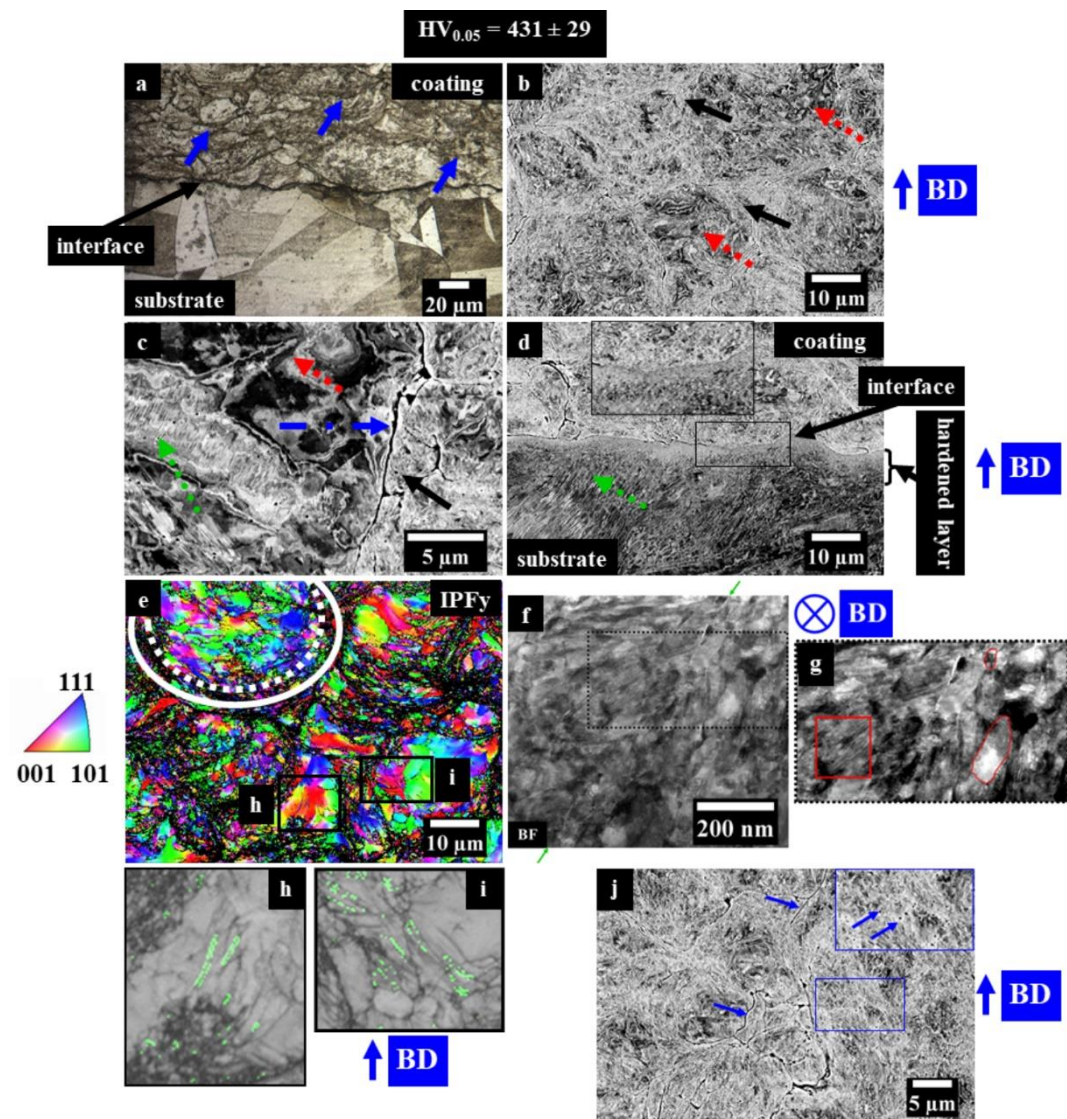 HV0.05 = 431 ± 29
a
coating
interface
substrate
20 µm
b
10 µm
BD
c
5 µm
d
coating
interface
hardened layer
substrate
10 µm
BD
e
IPFy
111
001 101
h
i
10 µm
f
BF
200 nm
BD
g
h
i
BD
j
5 µm
BD